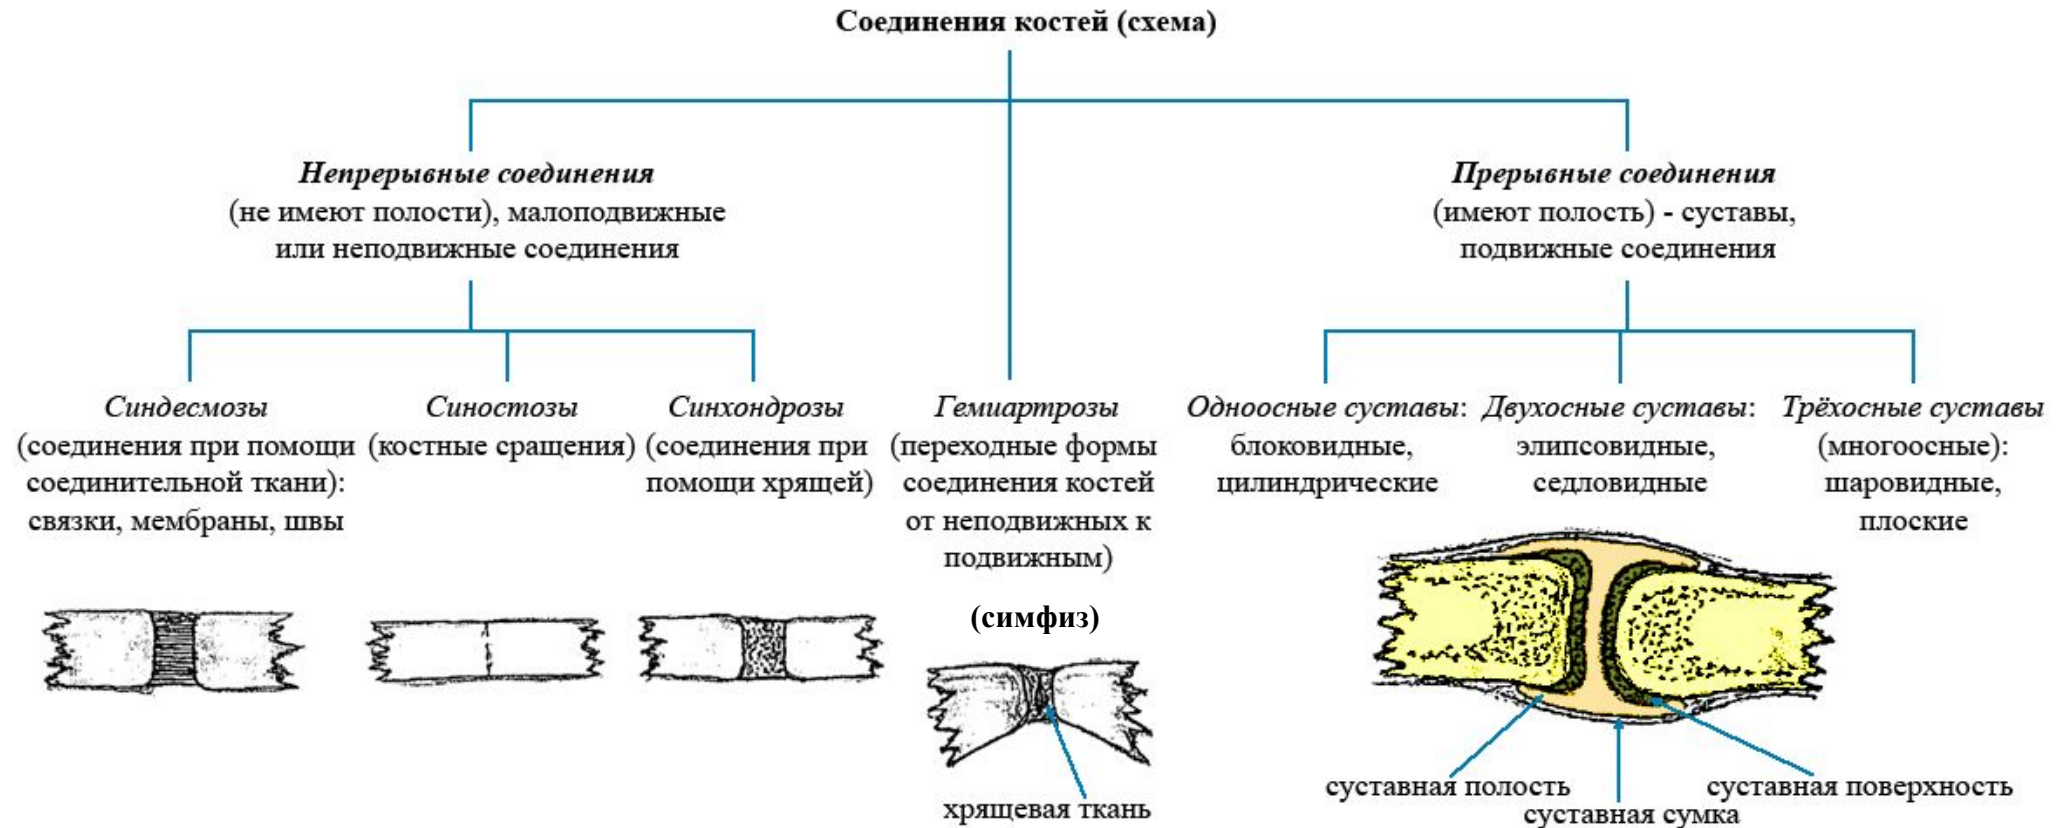 Соединения костей (схема)
Непрерывные соединения
(не имеют полости), малоподвижные
или неподвижные соединения
Прерывные соединения
(имеют полость) - суставы,
подвижные соединения
Синдесмозы
(соединения при помощи
соединительной ткани):
связки, мембраны, швы
Синостозы
(костные сращения)
Синхондрозы
(соединения при
помощи хрящей)
Гемиартрозы
(переходные формы
соединения костей
от неподвижных к
подвижным)
(симфиз)
хрящевая ткань
Одноосные суставы:
блоковидные,
цилиндрические
Двухосные суставы:
элипсовидные,
седловидные
Трёхосные суставы
(многоосные):
шаровидные,
плоские
суставная полость
суставная сумка
суставная поверхность